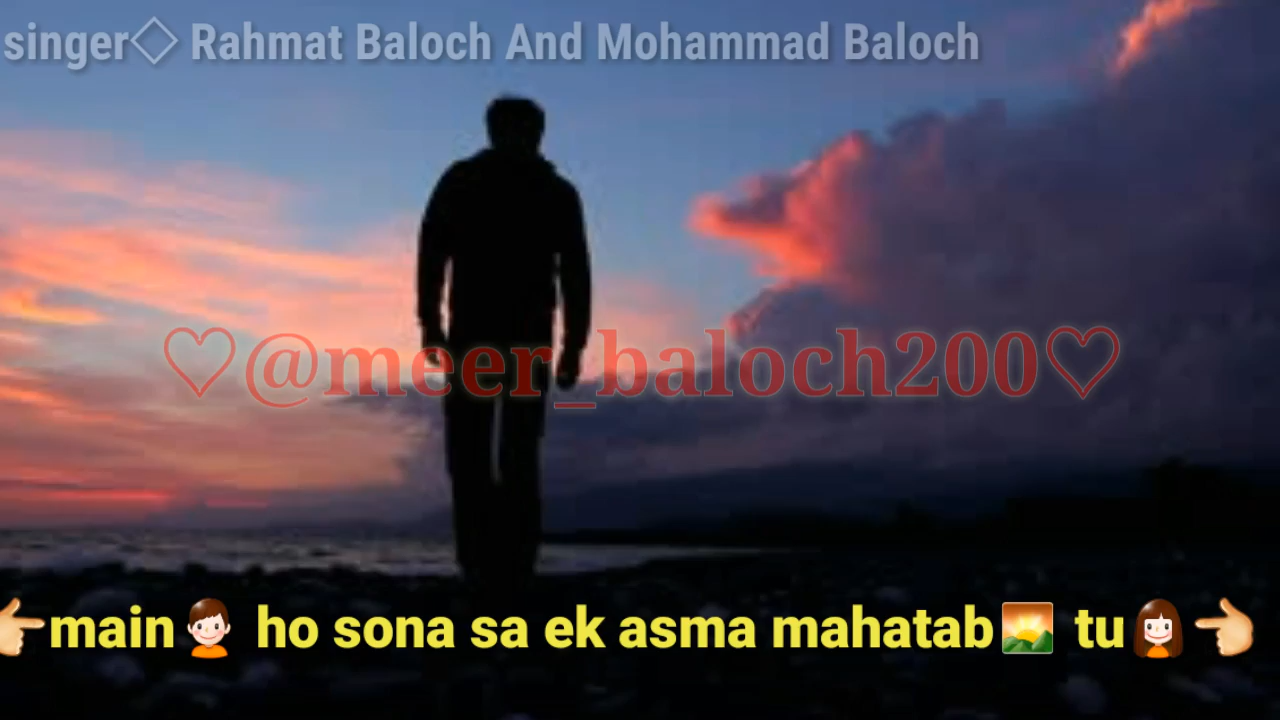 singer◇ Rahmat Baloch And Mohammad Baloch
♡@meer_baloch200♡
👉main👦 ho sona sa ek asma mahatab🌄 tu👧👈